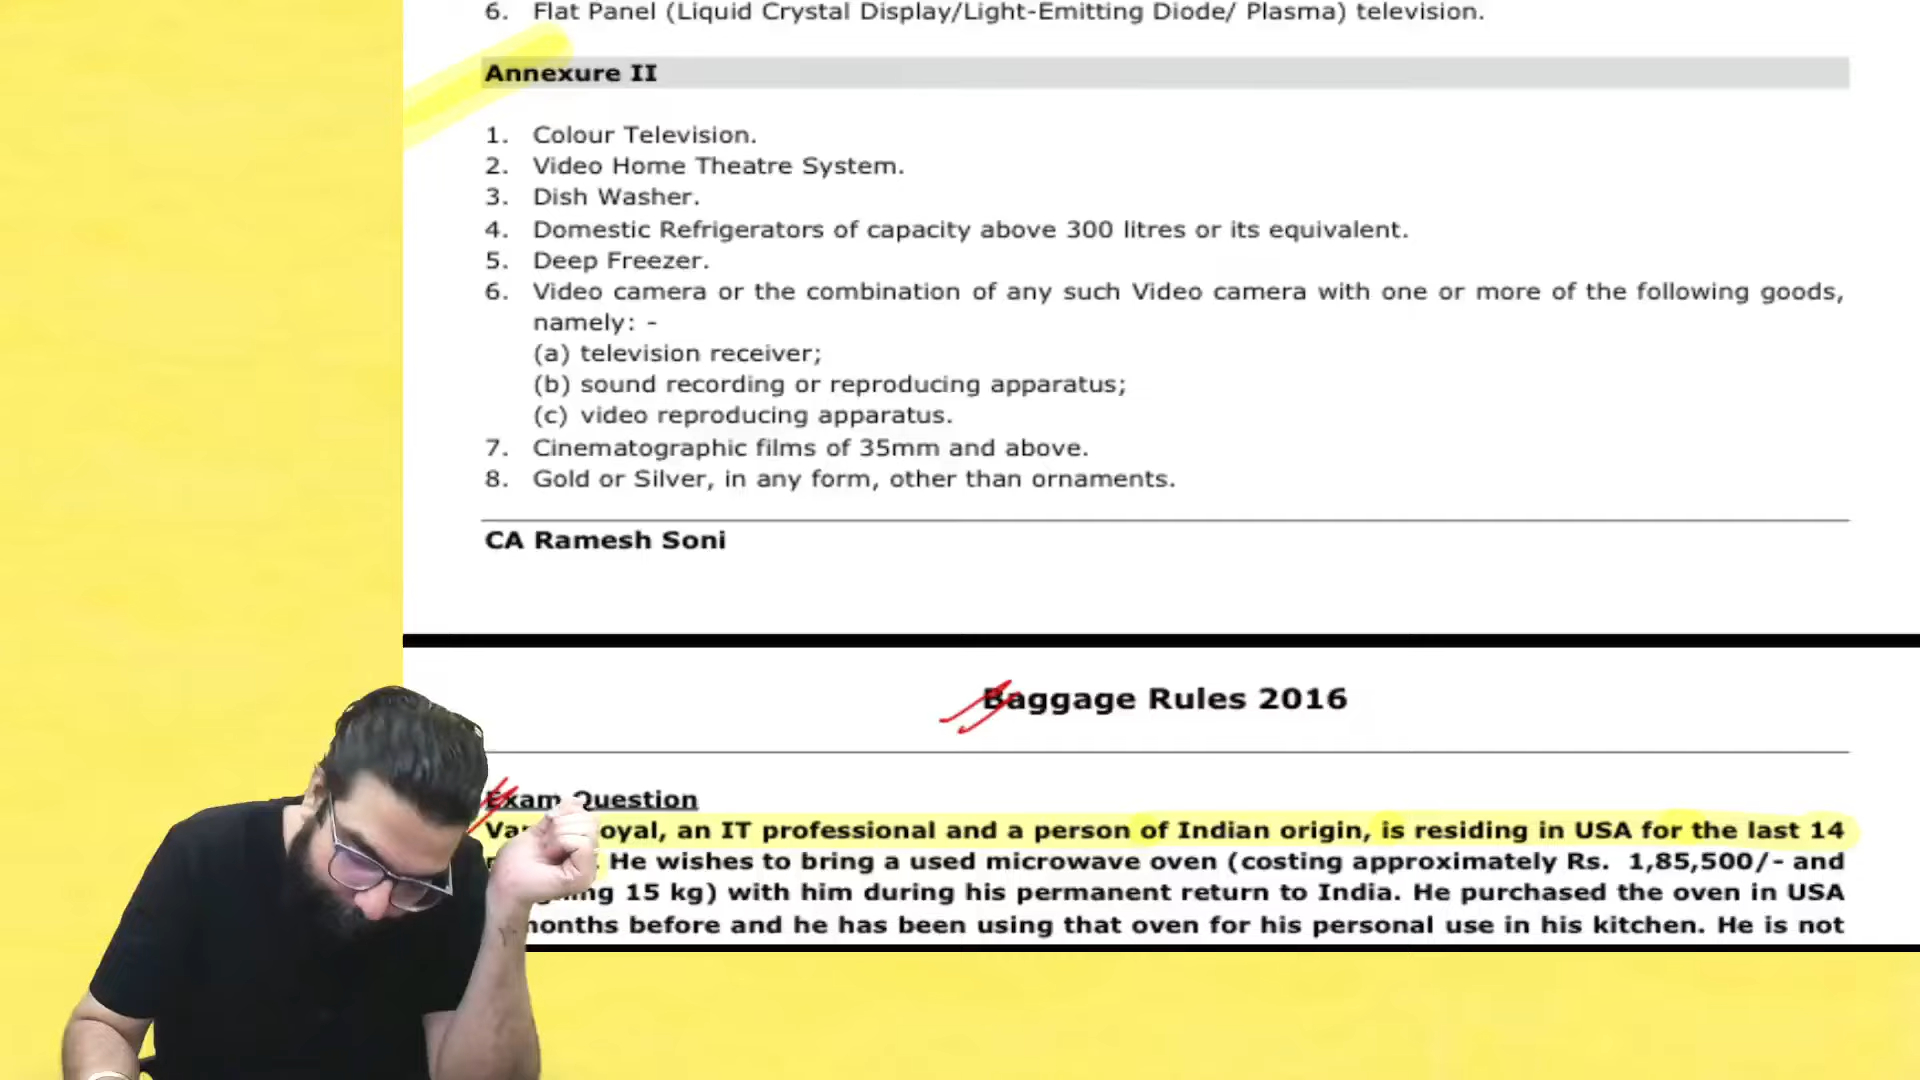 6. Flat Panel (Liquid Crystal Display/Light-Emitting Diode/ Plasma) television.
Annexure II
1. Colour Television.
2. Video Home Theatre System.
3. Dish Washer.
4. Domestic Refrigerators of capacity above 300 litres or its equivalent.
5. Deep Freezer.
6. Video camera or the combination of any such Video camera with one or more of the following goods,
namely: -
(a) television receiver;
(b) sound recording or reproducing apparatus;
(c) video reproducing apparatus.
7. Cinematographic films of 35mm and above.
8. Gold or Silver, in any form, other than ornaments.
CA Ramesh Soni
Baggage Rules 2016
Exam Question
an IT professional and a person of Indian origin, is residing in USA for the last 14
He wishes to bring a used microwave oven (costing approximately Rs. 1,85,500/- and
15 kg) with him during his permanent return to India. He purchased the oven in USA
months before and he has been using that oven for his personal use in his kitchen. He is not